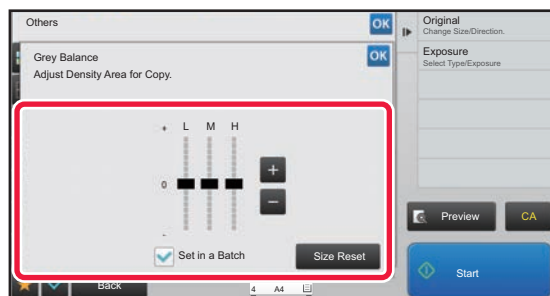 Others
OK
Grey Balance
OK
Adjust Density Area for Copy.
+ L M H
0
-
+
−
Set in a Batch
Size Reset
Back
4 A4
Original
Change Size/Direction.
Exposure
Select Type/Exposure
Preview
CA
Start